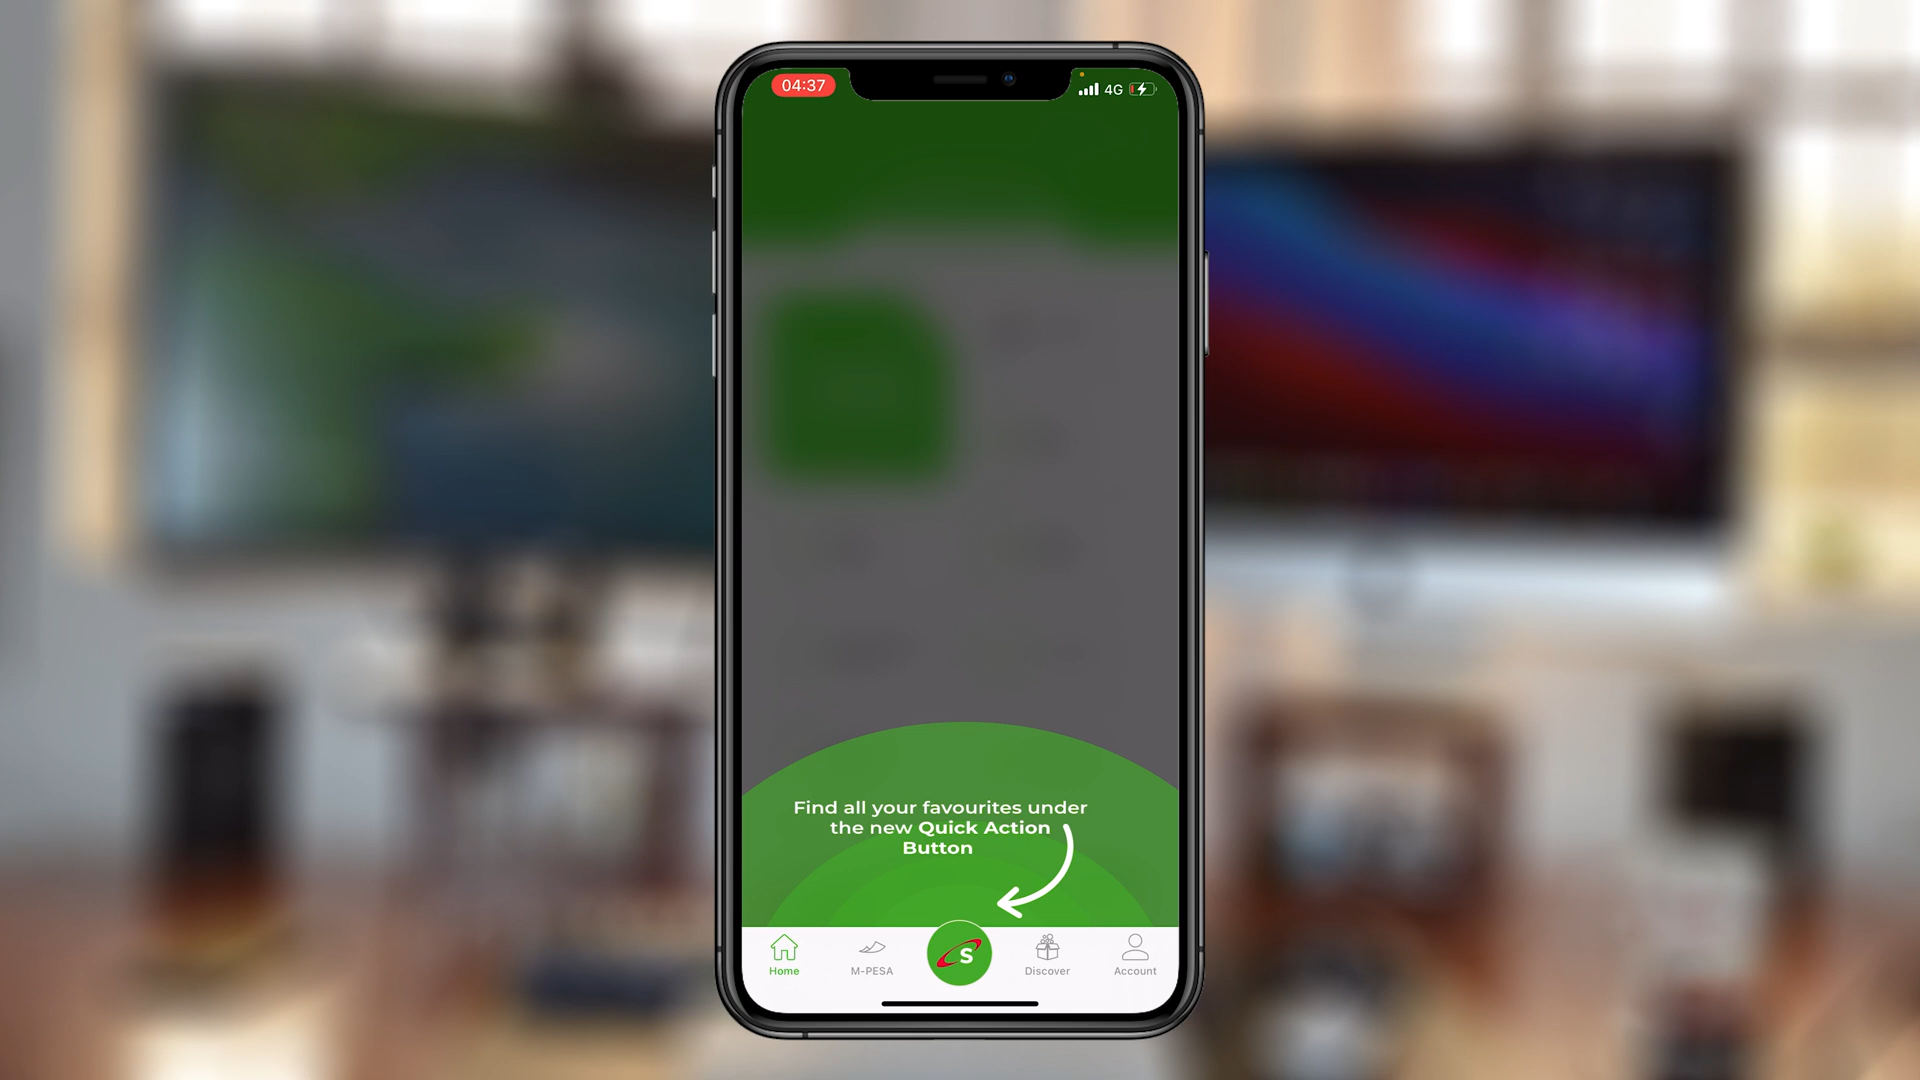 04:37
4G
Find all your favourites under
the new Quick Action
Button
S
Home
M-PESA
Discover
Account